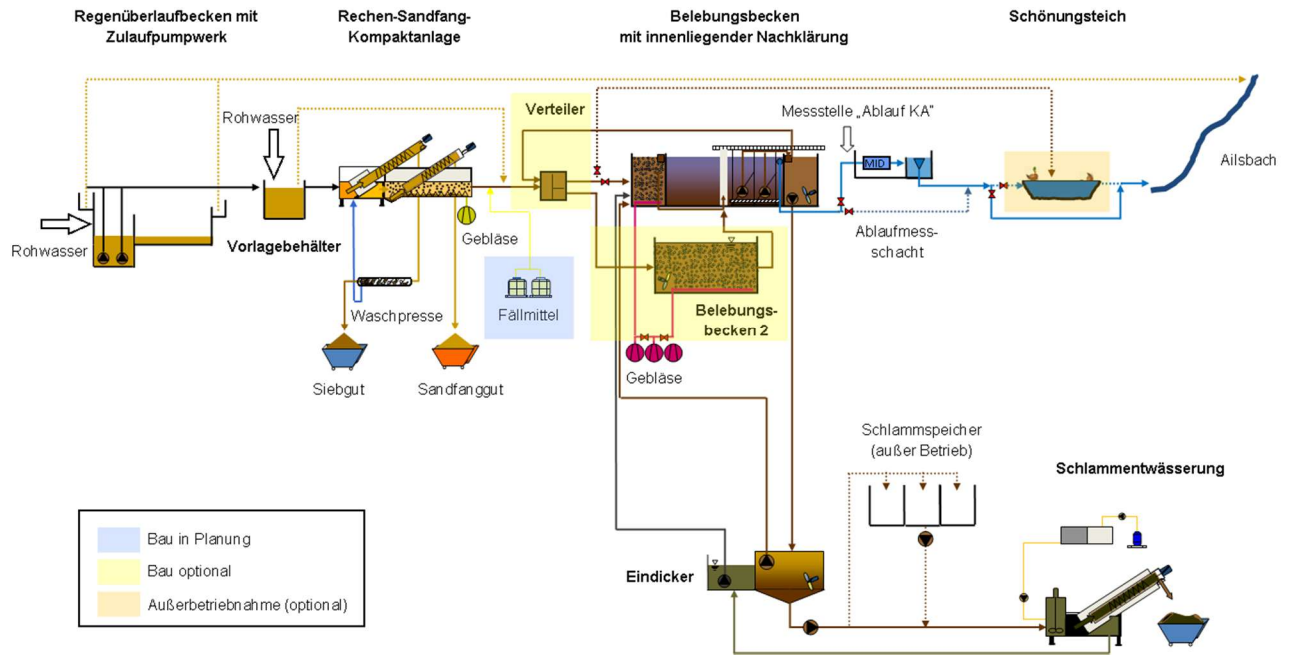 Regenüberlaufbecken mit
Zulaufpumpwerk
Rechen-Sandfang-
Kompaktanlage
Belebungsbecken
mit innenliegender Nachklärung
Schönungsteich
Verteiler
Rohwasser
Messstelle „Ablauf KA"
MID
Ailsbach
Rohwasser
Vorlagebehälter
Gebläse
Ablaufmess-
schacht
Waschpresse
Fällmittel
Belebungs-
becken 2
Siebgut
Sandfanggut
Gebläse
Schlammspeicher
(außer Betrieb)
Schlammentwässerung
Bau in Planung
Bau optional
Außerbetriebnahme (optional)
Eindicker